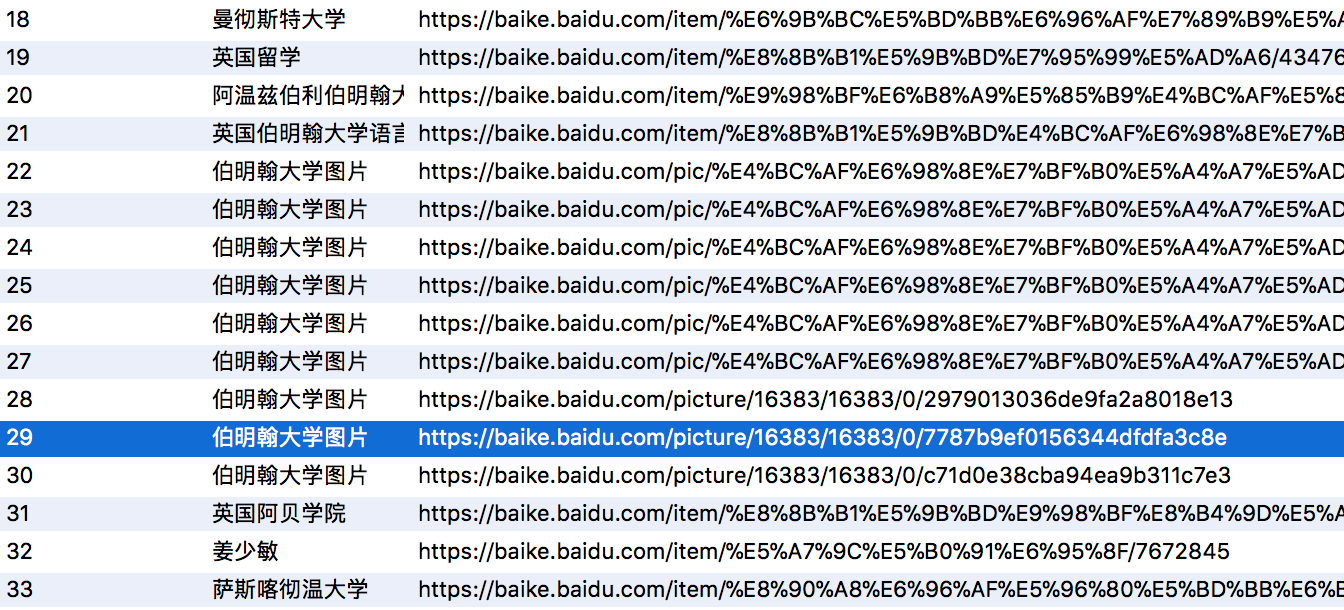 18 曼彻斯特大学 https://baike.baidu.com/item/%E6%9B%BC%E5%BD%BB%E6%96%AF%E7%89%B9%E5%A
19 英国留学 https://baike.baidu.com/item/%E8%8B%B1%E5%9B%BD%E7%95%99%E5%AD%A6/43476
20 阿温兹伯利伯明翰大 https://baike.baidu.com/item/%E9%98%BF%E6%B8%A9%E5%85%B9%E4%BC%AF%E5%8
21 英国伯明翰大学语言 https://baike.baidu.com/item/%E8%8B%B1%E5%9B%BD%E4%BC%AF%E6%98%8E%E7%B
22 伯明翰大学图片 https://baike.baidu.com/pic/%E4%BC%AF%E6%98%8E%E7%BF%B0%E5%A4%A7%E5%AD
23 伯明翰大学图片 https://baike.baidu.com/pic/%E4%BC%AF%E6%98%8E%E7%BF%B0%E5%A4%A7%E5%AD
24 伯明翰大学图片 https://baike.baidu.com/pic/%E4%BC%AF%E6%98%8E%E7%BF%B0%E5%A4%A7%E5%AD
25 伯明翰大学图片 https://baike.baidu.com/pic/%E4%BC%AF%E6%98%8E%E7%BF%B0%E5%A4%A7%E5%AD
26 伯明翰大学图片 https://baike.baidu.com/pic/%E4%BC%AF%E6%98%8E%E7%BF%B0%E5%A4%A7%E5%AD
27 伯明翰大学图片 https://baike.baidu.com/pic/%E4%BC%AF%E6%98%8E%E7%BF%B0%E5%A4%A7%E5%AD
28 伯明翰大学图片 https://baike.baidu.com/picture/16383/16383/0/2979013036de9fa2a8018e13
29 伯明翰大学图片 https://baike.baidu.com/picture/16383/16383/0/7787b9ef0156344dfdfa3c8e
30 伯明翰大学图片 https://baike.baidu.com/picture/16383/16383/0/c71d0e38cba94ea9b311c7e3
31 英国阿贝学院 https://baike.baidu.com/item/%E8%8B%B1%E5%9B%BD%E9%98%BF%E8%B4%9D%E5%A
32 姜少敏 https://baike.baidu.com/item/%E5%A7%9C%E5%B0%91%E6%95%8F/7672845
33 萨斯喀彻温大学 https://baike.baidu.com/item/%E8%90%A8%E6%96%AF%E5%96%80%E5%BD%BB%E6%E